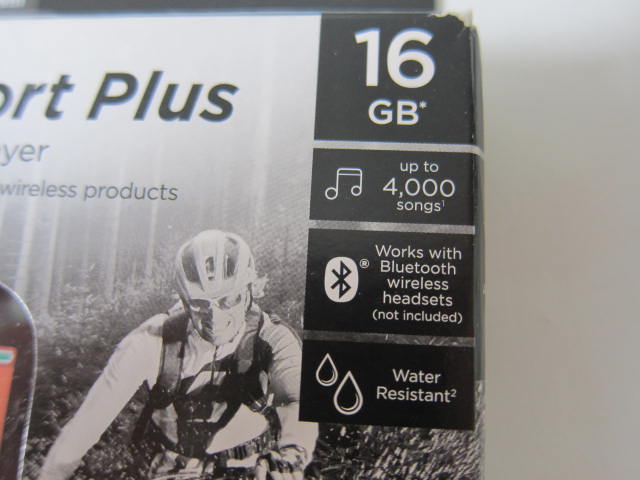 ort Plus
yer
wireless products
16
GB*
up to
4,000
songs¹
Works with
Bluetooth
®
wireless
headsets
(not included)
Water
Resistant²